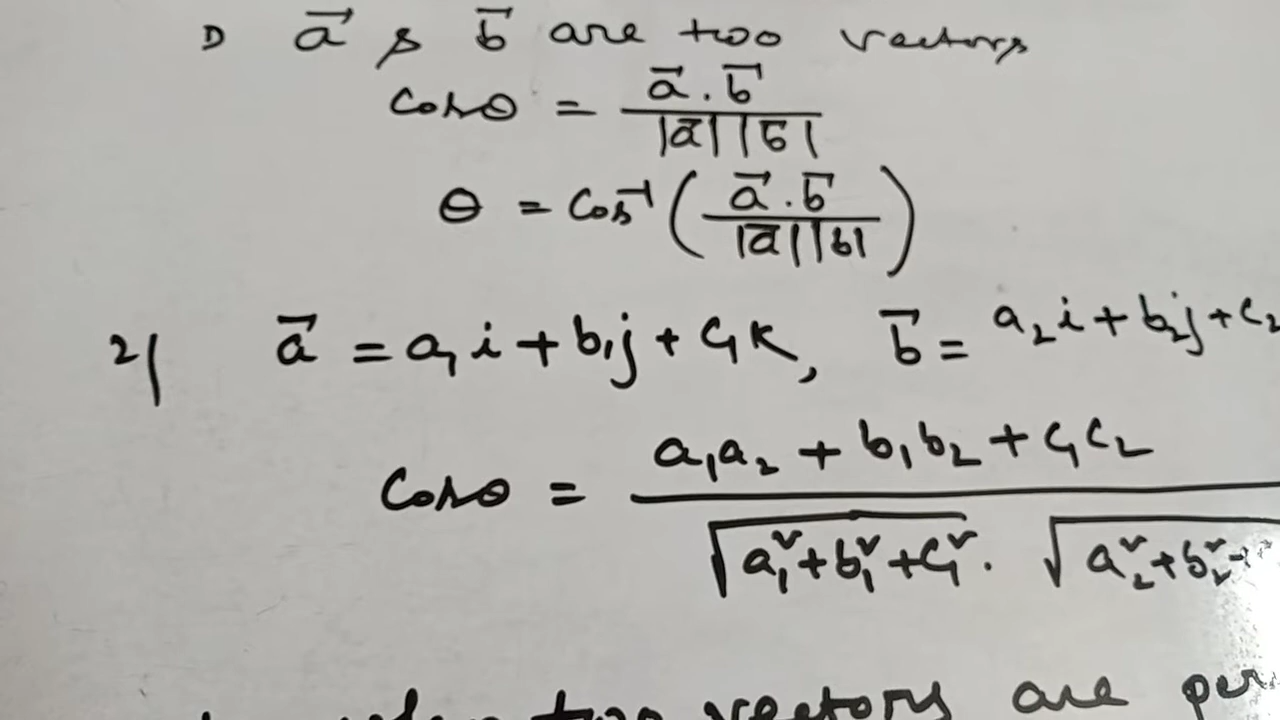 1) a⃗ & b⃗ are two vectors
cosθ = a⃗.b⃗ / |a⃗||b⃗|
θ = cos⁻¹( a⃗.b⃗ / |a⃗||b| )
2) a⃗ = a₁i + b₁j + c₁k, b⃗ = a₂i + b₂j + c₂
cosθ = a₁a₂ + b₁b₂ + c₁c₂ / √a₁²+b₁²+c₁² . √a₂²+b₂²+
when two vectors are per